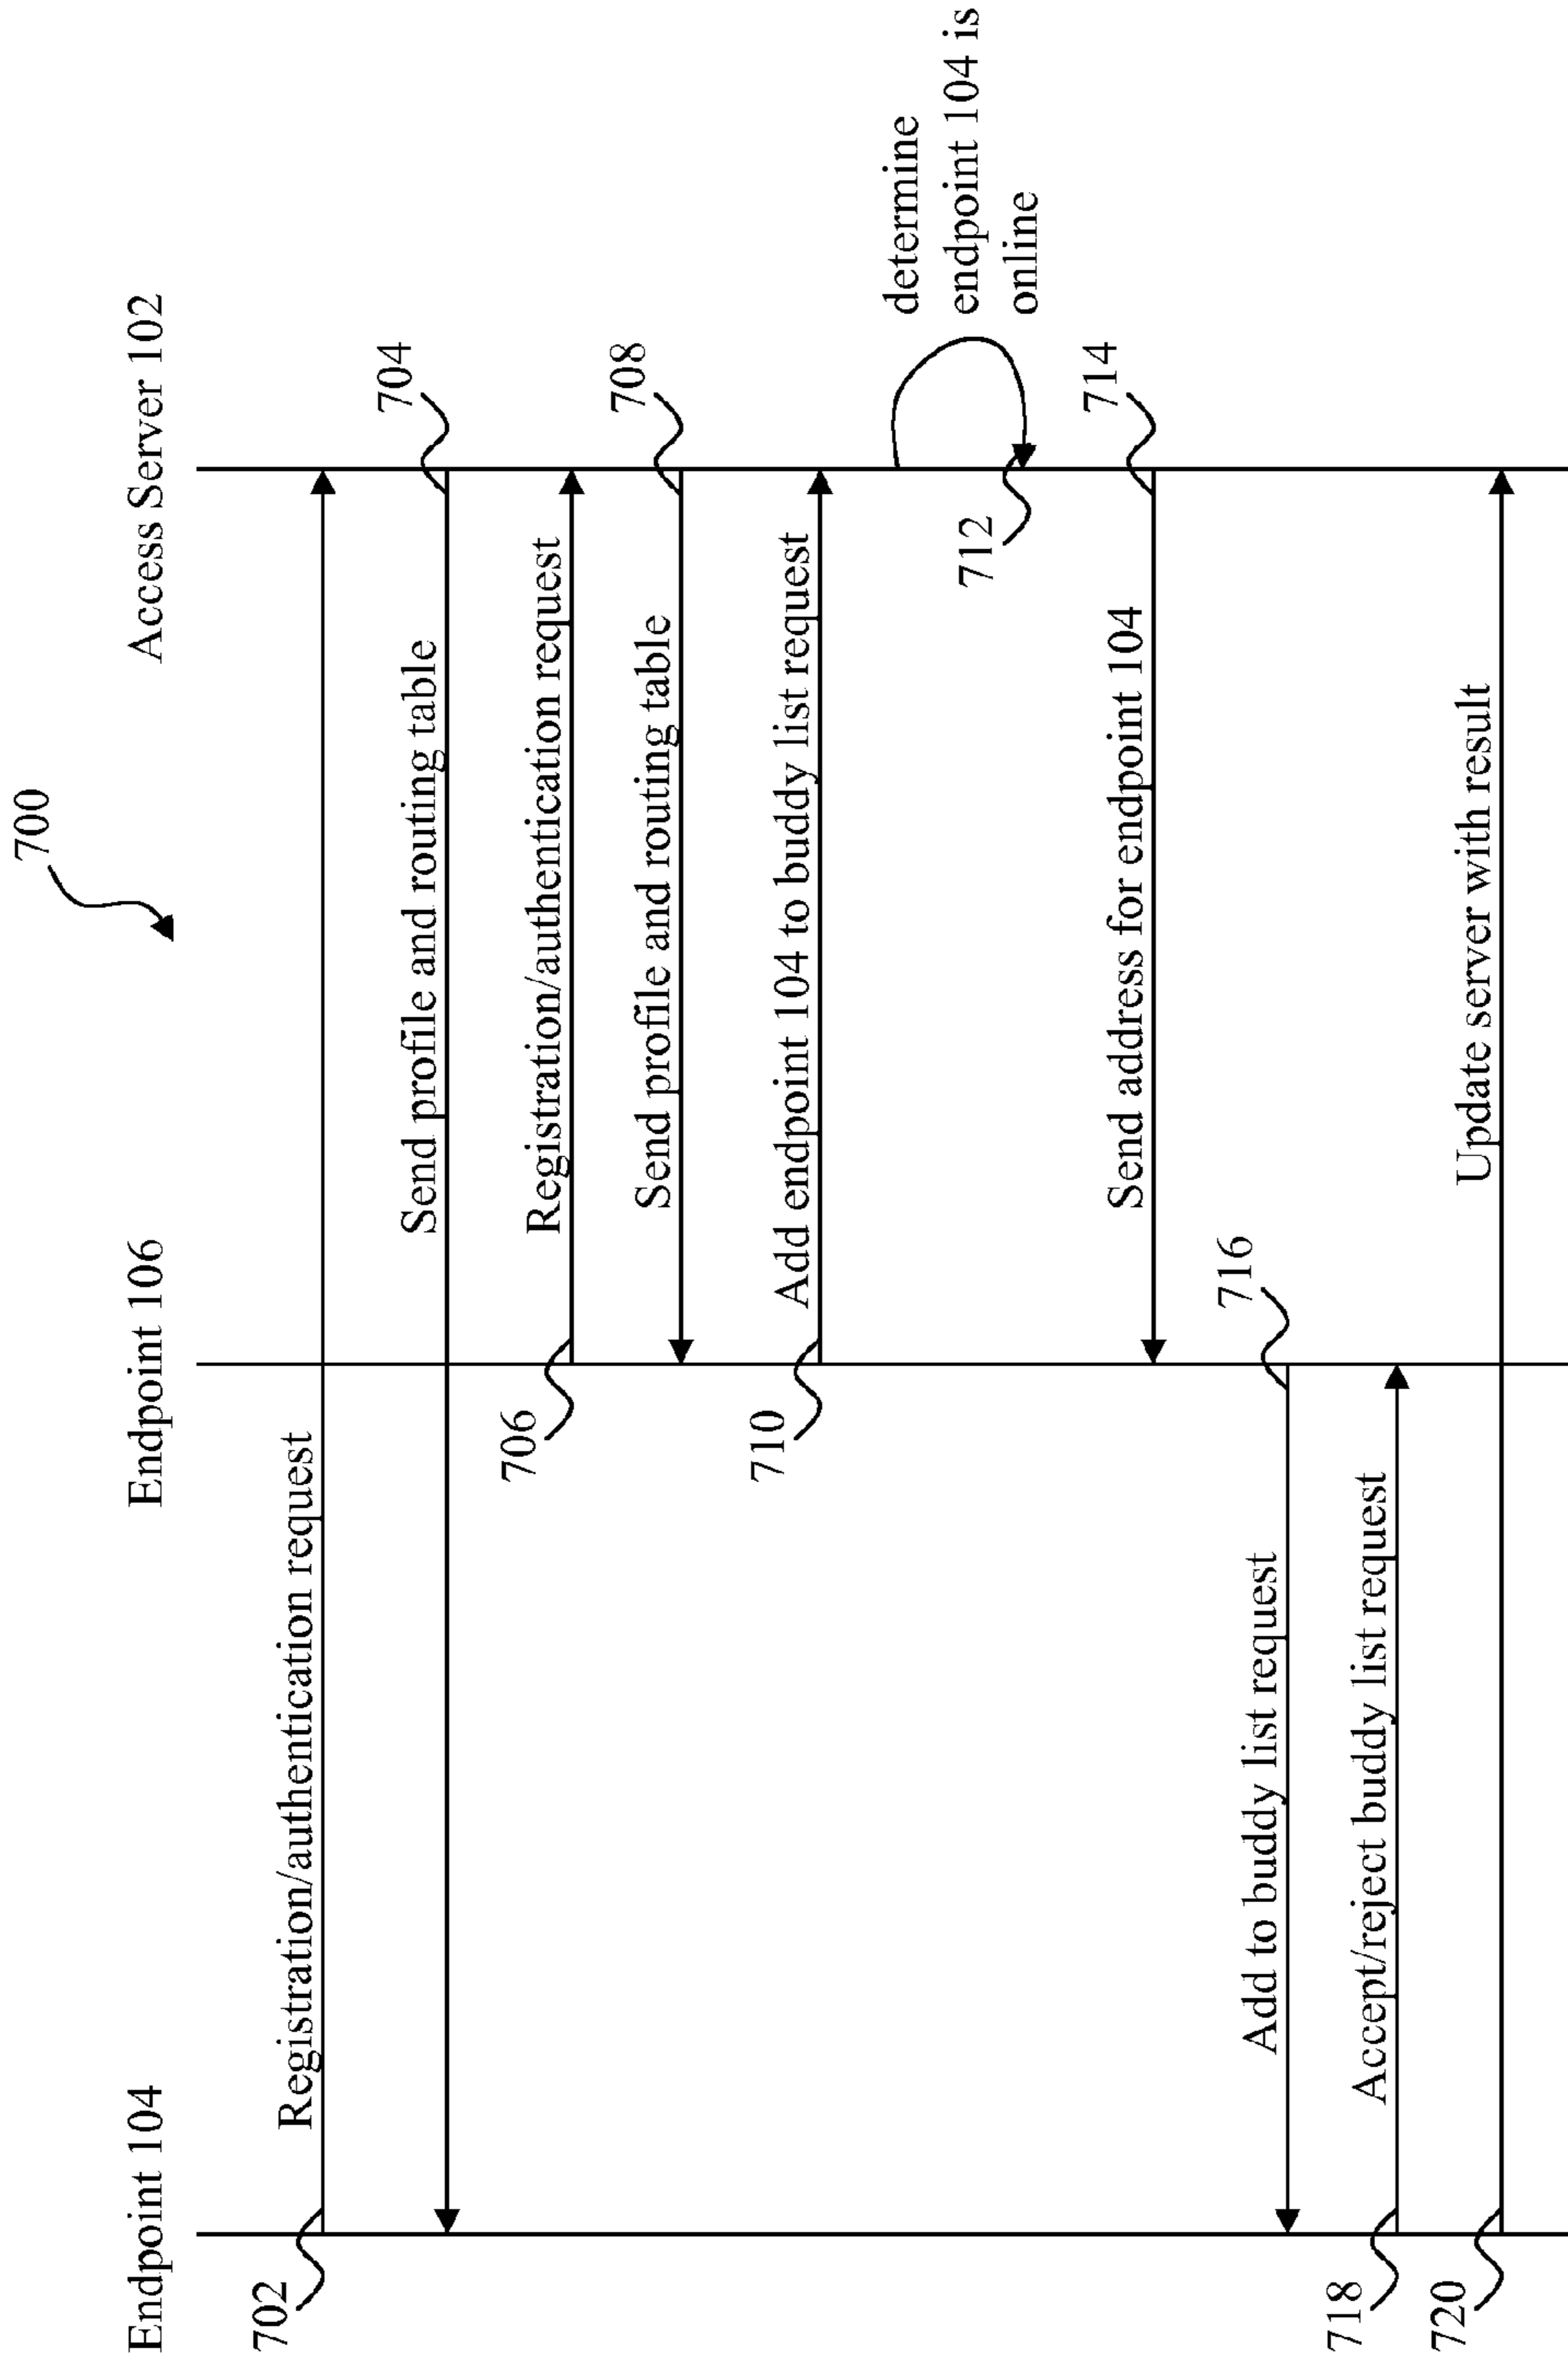 700
Endpoint 104
Endpoint 106
Access Server 102
Registration/authentication request
702
Send profile and routing table
704
Registration/authentication request
706
Send profile and routing table
708
Add endpoint 104 to buddy list request
710
determine
endpoint 104 is
online
712
Send address for endpoint 104
714
716
Add to buddy list request
Accept/reject buddy list request
718
Update server with result
720